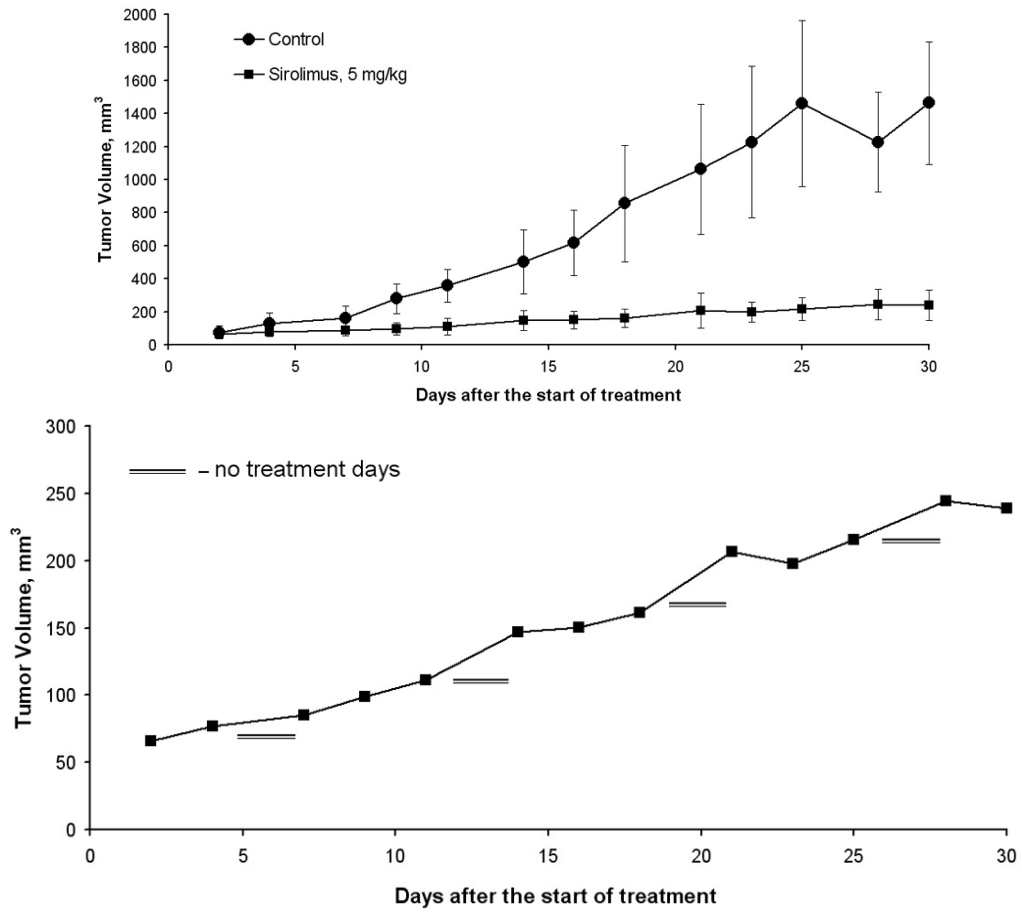 2000
1800
1600
1400
1200
1000
800
600
400
200
0
Tumor Volume, mm³
Control
Sirolimus, 5 mg/kg
0 5 10 15 20 25 30
Days after the start of treatment
300
250
200
150
100
50
0
Tumor Volume, mm³
– no treatment days
0 5 10 15 20 25 30
Days after the start of treatment